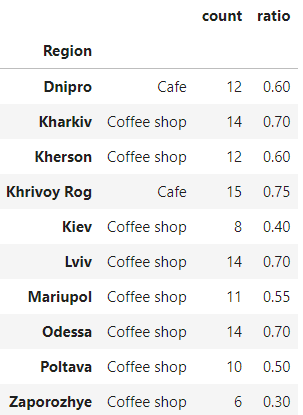 count ratio
Region
Dnipro Cafe 12 0.60
Kharkiv Coffee shop 14 0.70
Kherson Coffee shop 12 0.60
Khrivoy Rog Cafe 15 0.75
Kiev Coffee shop 8 0.40
Lviv Coffee shop 14 0.70
Mariupol Coffee shop 11 0.55
Odessa Coffee shop 14 0.70
Poltava Coffee shop 10 0.50
Zaporozhye Coffee shop 6 0.30